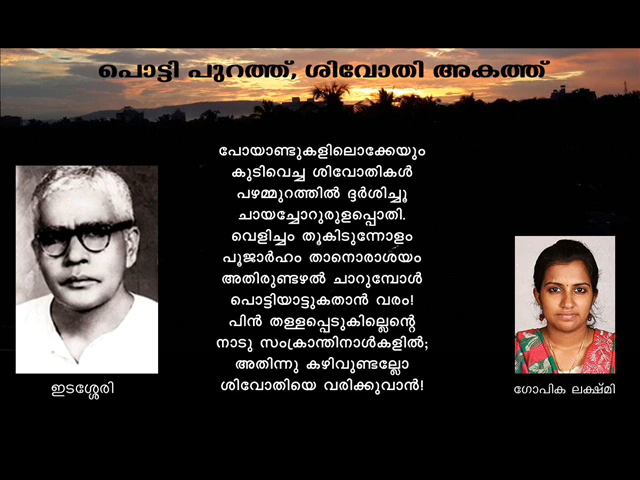 പൊട്ടി പുറത്ത്, ശിവോതി അകത്ത്
പോയാണ്ടുകളിലൊക്കേയും
കുടിവെച്ച ശിവോതികൾ
പഴമ്മുറത്തിൽ ദ്ദർശിച്ചൂ
ചായച്ചോറുരുളപ്പൊതി.
വെളിച്ചം തൂകിടുന്നോളം
പൂജാർഹം താനൊരാശയം
അതിരുണ്ടഴൽ ചാറുമ്പോൾ
പൊട്ടിയാട്ടുകതാൻ വരം!
പിൻ തള്ളപ്പെടുകില്ലെന്റെ
നാടു സംക്രാന്തിനാൾകളിൽ;
അതിന്നു കഴിവുണ്ടല്ലോ
ശിവോതിയെ വരിക്കുവാൻ!
ഇടശ്ശേരി
ഗോപിക ലക്ഷ്മി